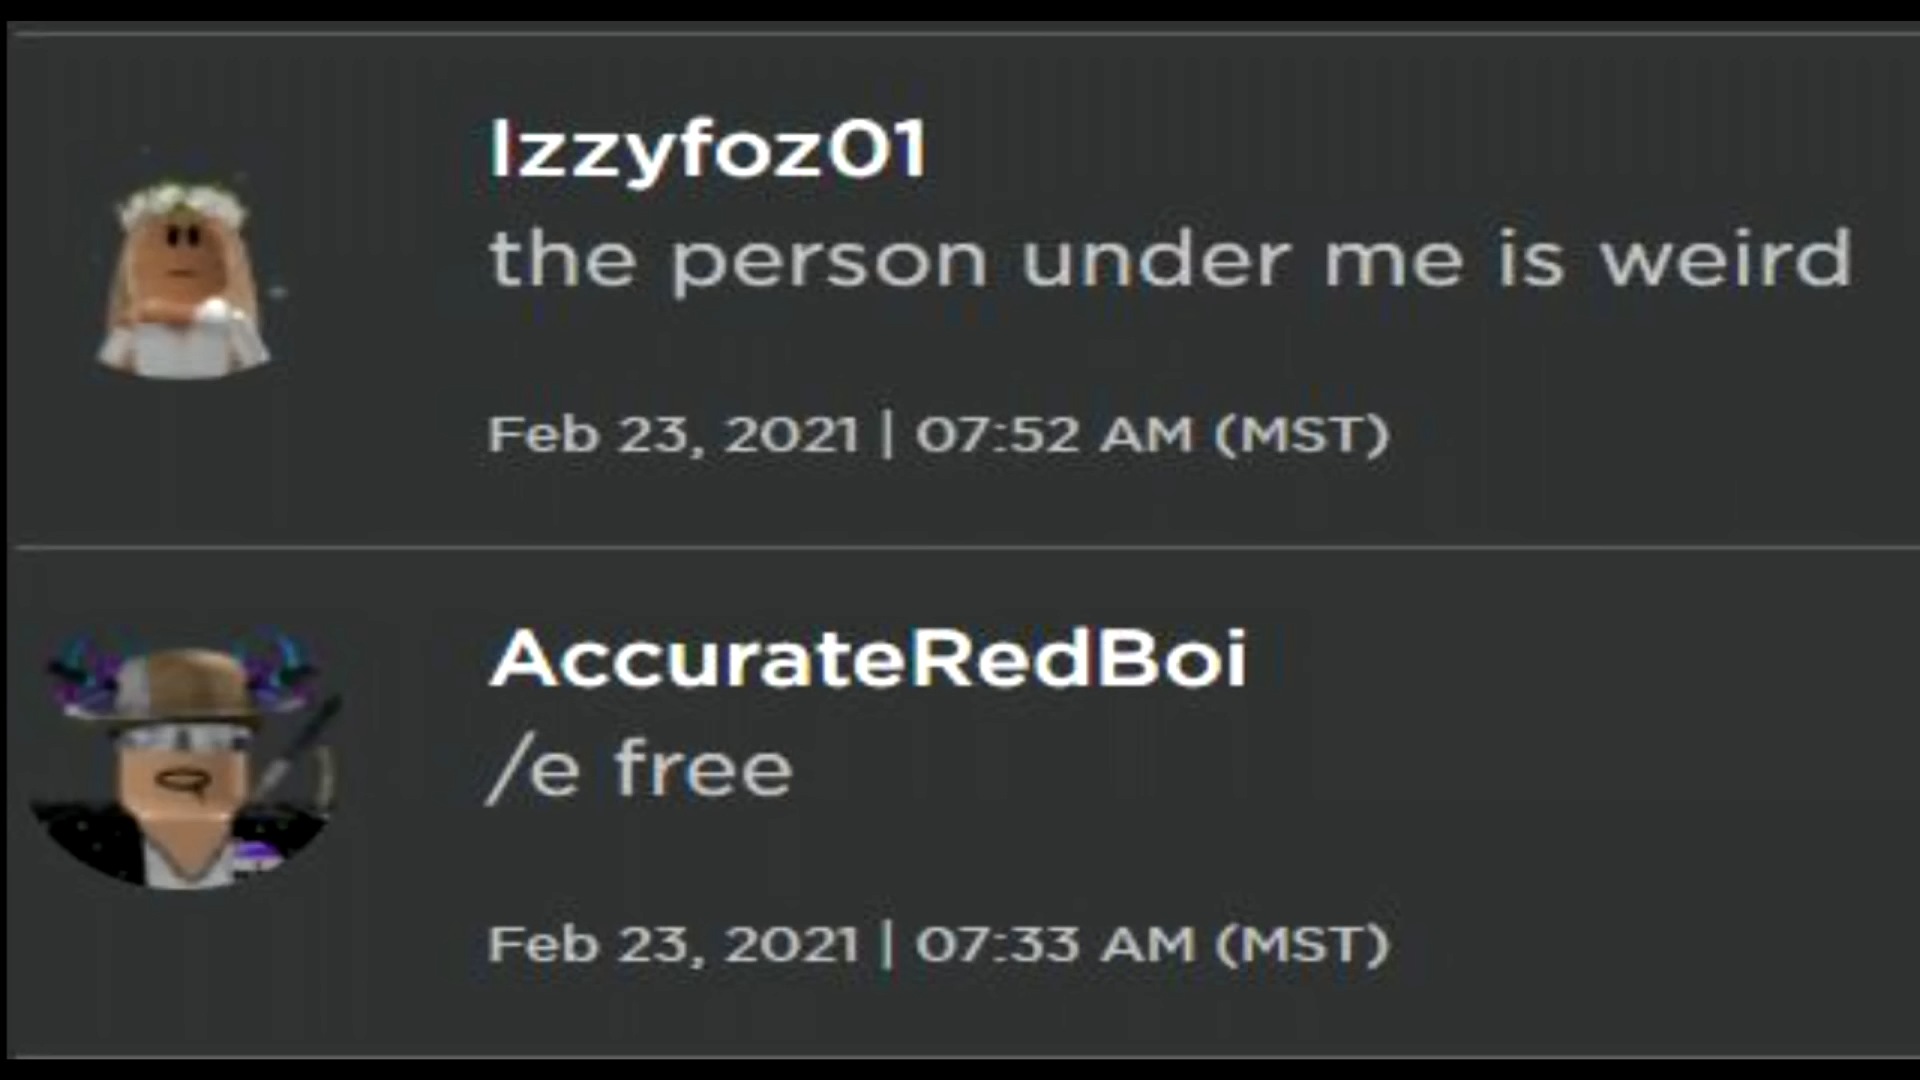 Izzyfoz01
the person under me is weird
Feb 23, 2021 | 07:52 AM (MST)
AccurateRedBoi
/e free
Feb 23, 2021 | 07:33 AM (MST)